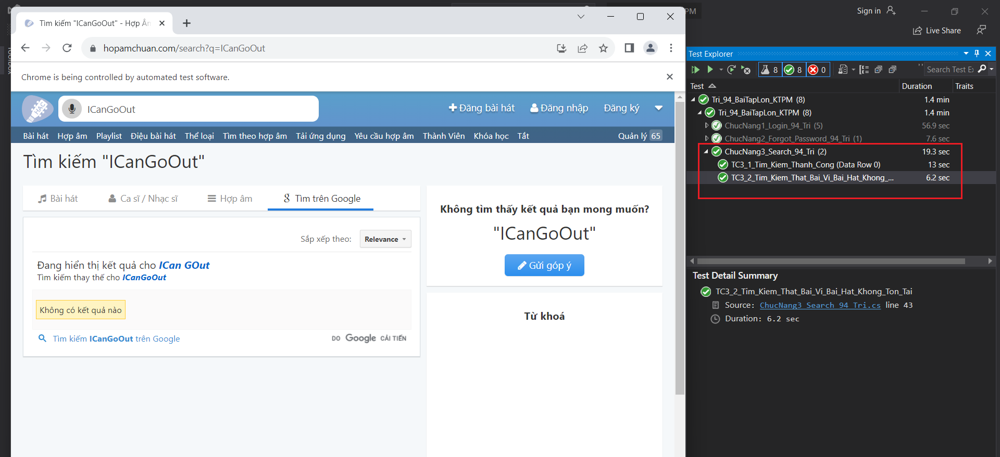 PM
Sign in
Live Share
Tìm kiếm "ICanGoOut" - Hợp Ân
hopamchuan.com/search?q=ICanGoOut
Chrome is being controlled by automated test software.
HAC
ICanGoOut
Đăng bài hát
Đăng nhập
Đăng ký
Bài hát Hợp âm Playlist Điệu bài hát Thể loại Tìm theo hợp âm Tải ứng dụng Yêu cầu hợp âm Thành Viên Khóa học Tắt Quản lý 65
Tìm kiếm "ICanGoOut"
Bài hát Ca sĩ / Nhạc sĩ Hợp âm Tìm trên Google
Sắp xếp theo: Relevance
Đang hiển thị kết quả cho ICan GOut
Tìm kiếm thay thế cho ICanGoOut
Không có kết quả nào
Tìm kiếm ICanGoOut trên Google
DO Google CẢI TIẾN
Không tìm thấy kết quả bạn mong muốn?
"ICanGoOut"
Gửi góp ý
Từ khoá
Toolbox
Test Explorer
8 8 0
Search Test Ex
Test Duration Traits
Tri_94_BaiTapLon_KTPM (8) 1.4 min
Tri_94_BaiTapLon_KTPM (8) 1.4 min
ChucNang1_Login_94_Tri (5) 56.9 sec
ChucNang2_Forgot_Password_94_Tri (1) 7.6 sec
ChucNang3_Search_94_Tri (2) 19.3 sec
TC3_1_Tim_Kiem_Thanh_Cong (Data Row 0) 13 sec
TC3_2_Tim_Kiem_That_Bai_Vi_Bai_Hat_Khong_... 6.2 sec
Test Detail Summary
TC3_2_Tim_Kiem_That_Bai_Vi_Bai_Hat_Khong_Ton_Tai
Source: ChucNang3_Search_94_Tri.cs line 43
Duration: 6.2 sec